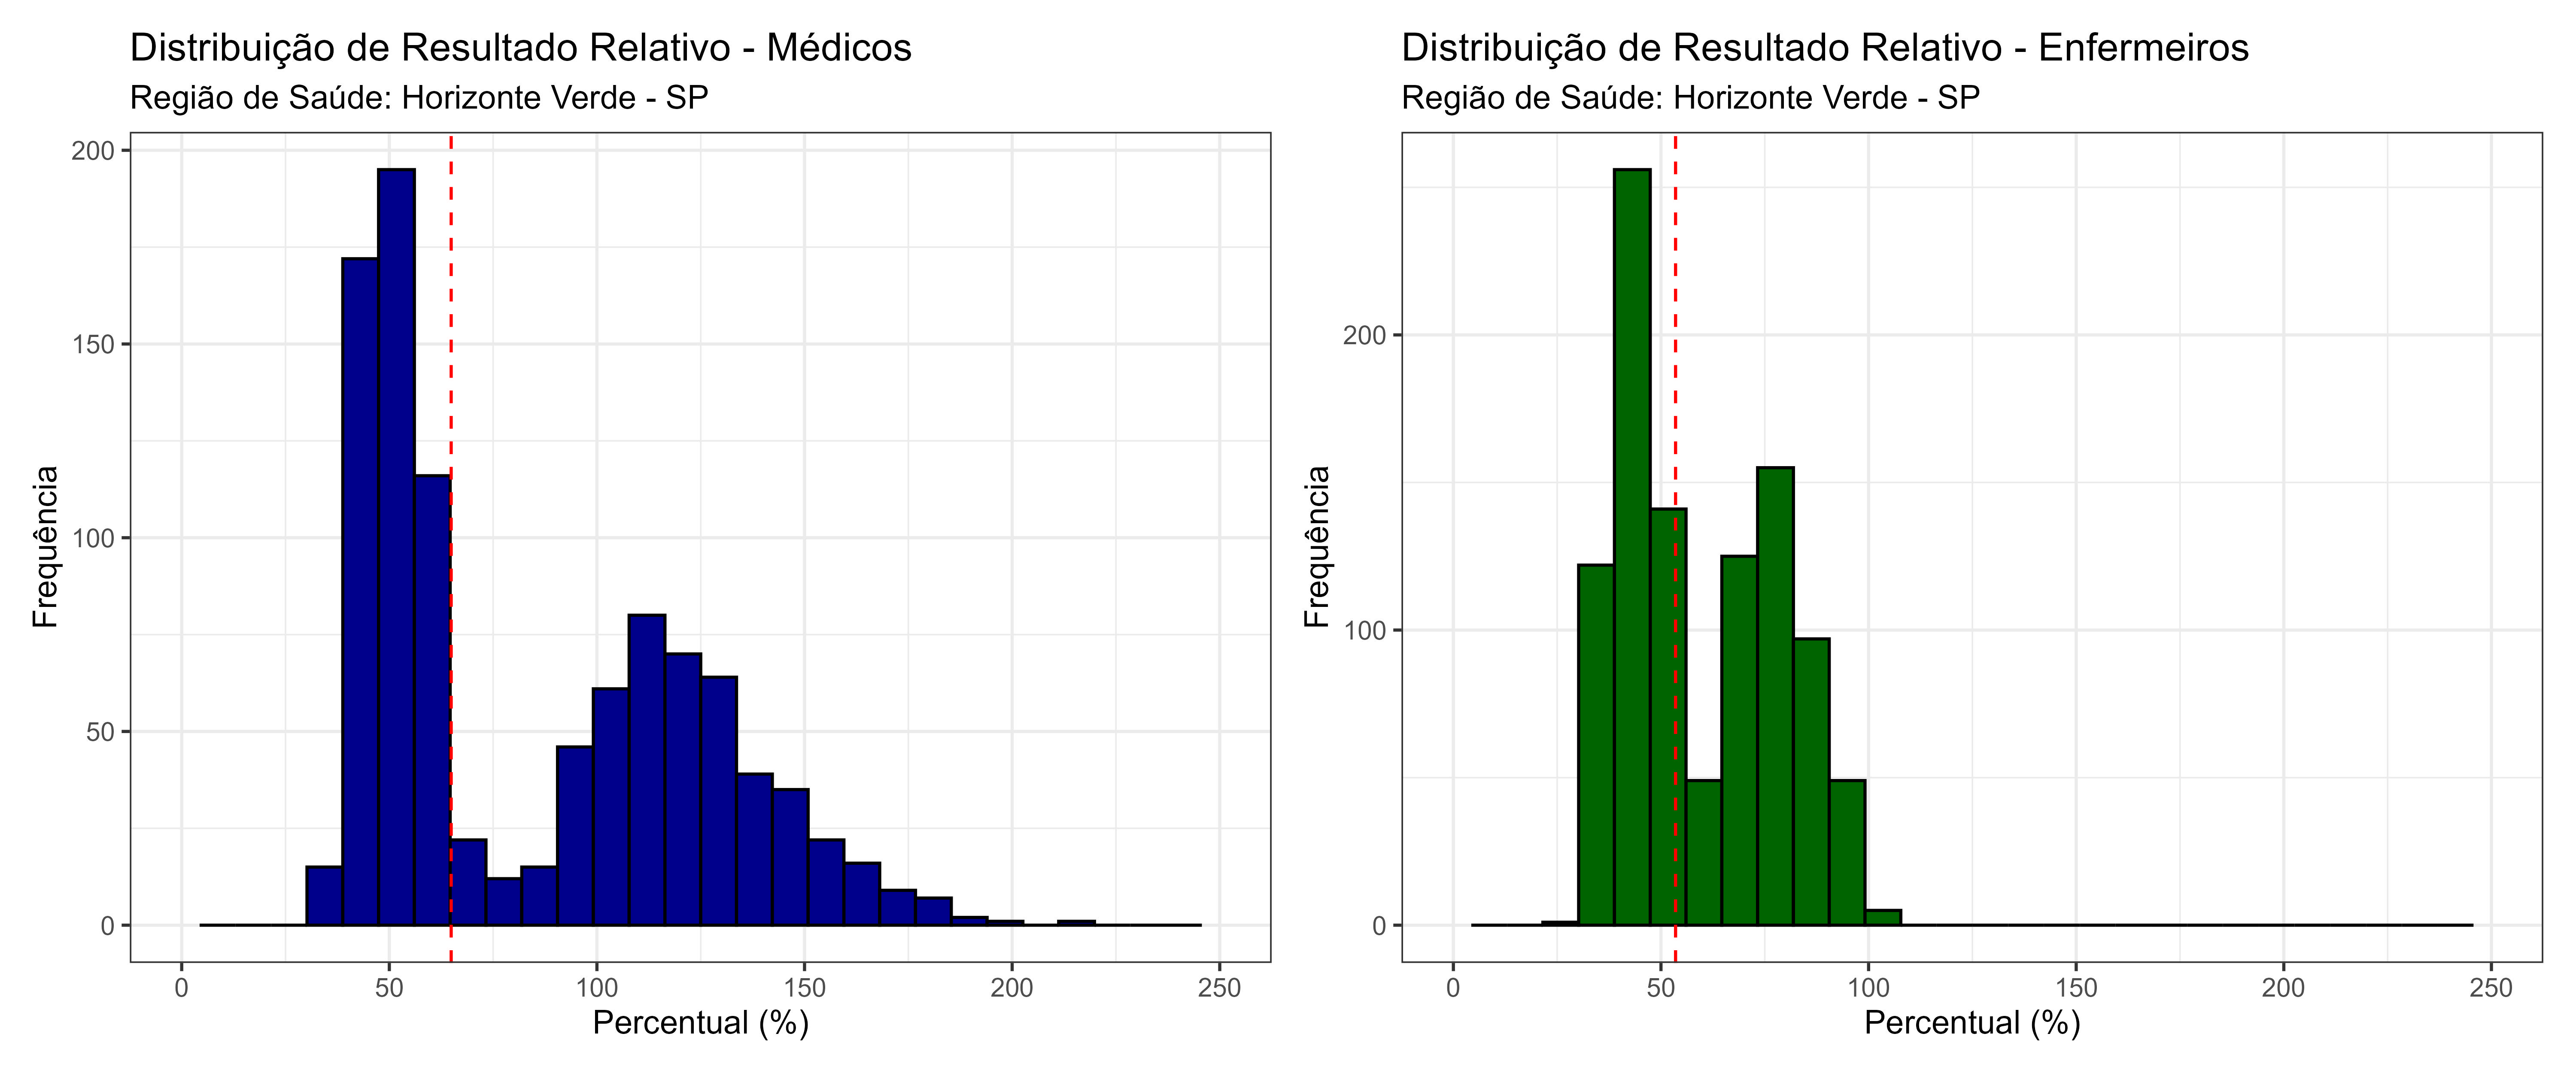 Distribuição de Resultado Relativo - Médicos
Região de Saúde: Horizonte Verde - SP
200
150
100
50
0
Frequência
0 50 100 150 200 250
Percentual (%)
Distribuição de Resultado Relativo - Enfermeiros
Região de Saúde: Horizonte Verde - SP
200
100
0
Frequência
0 50 100 150 200 250
Percentual (%)